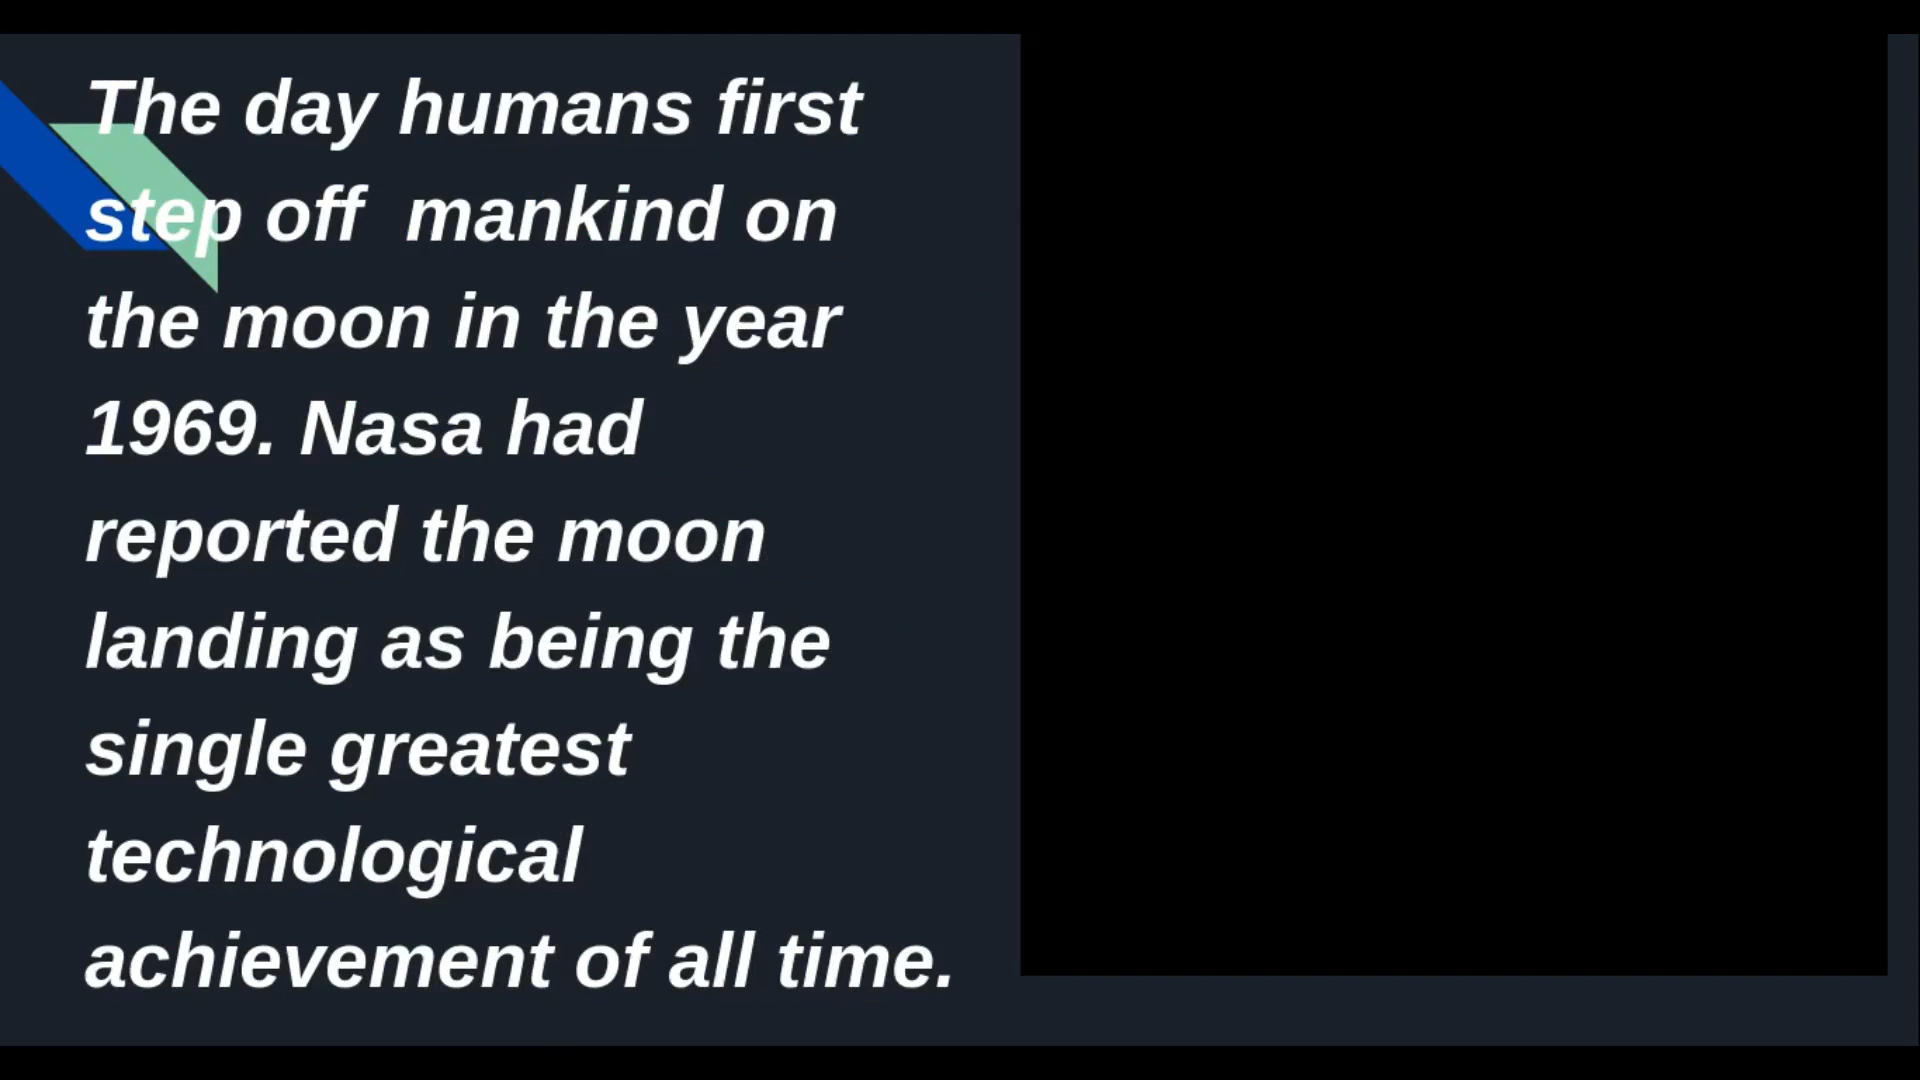 The day humans first
step off  mankind on
the moon in the year
1969. Nasa had
reported the moon
landing as being the
single greatest
technological
achievement of all time.